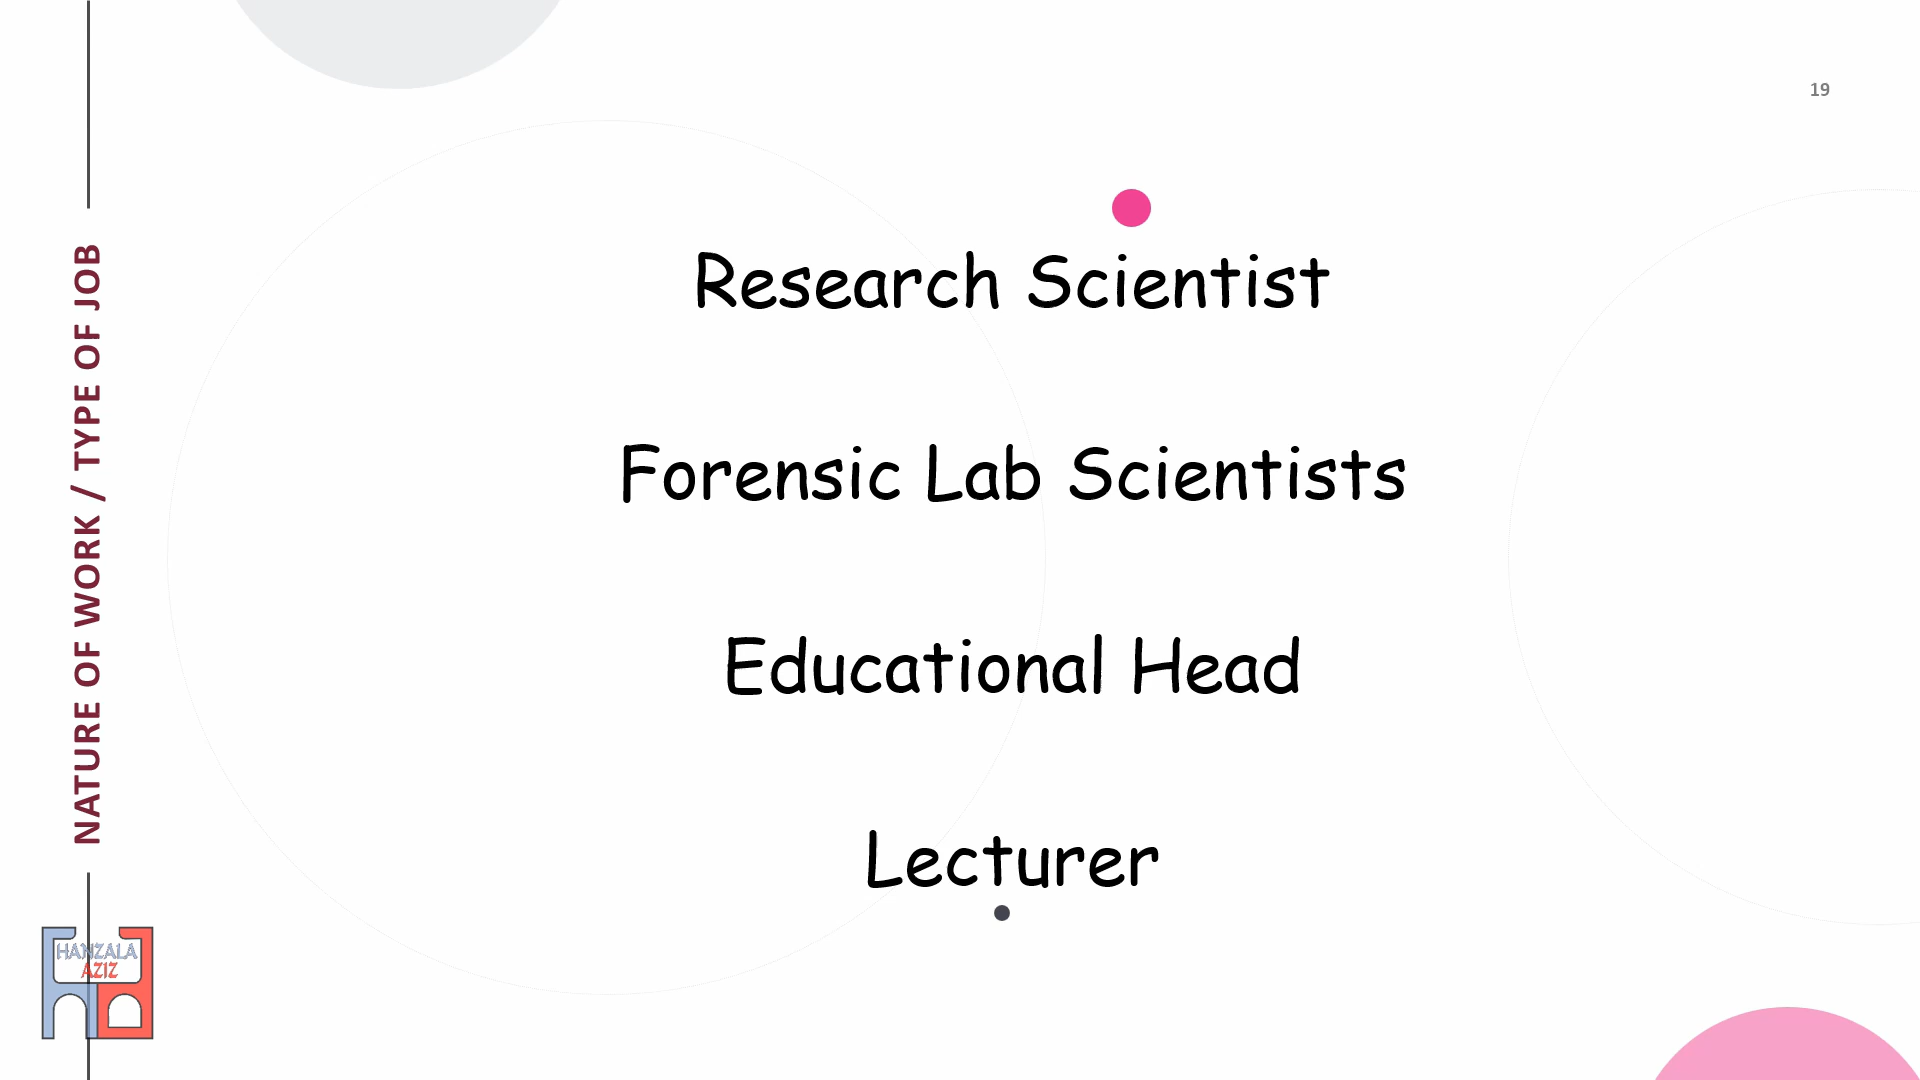 19
NATURE OF WORK / TYPE OF JOB
Research Scientist
Forensic Lab Scientists
Educational Head
Lecturer
HANZALA
AZIZ